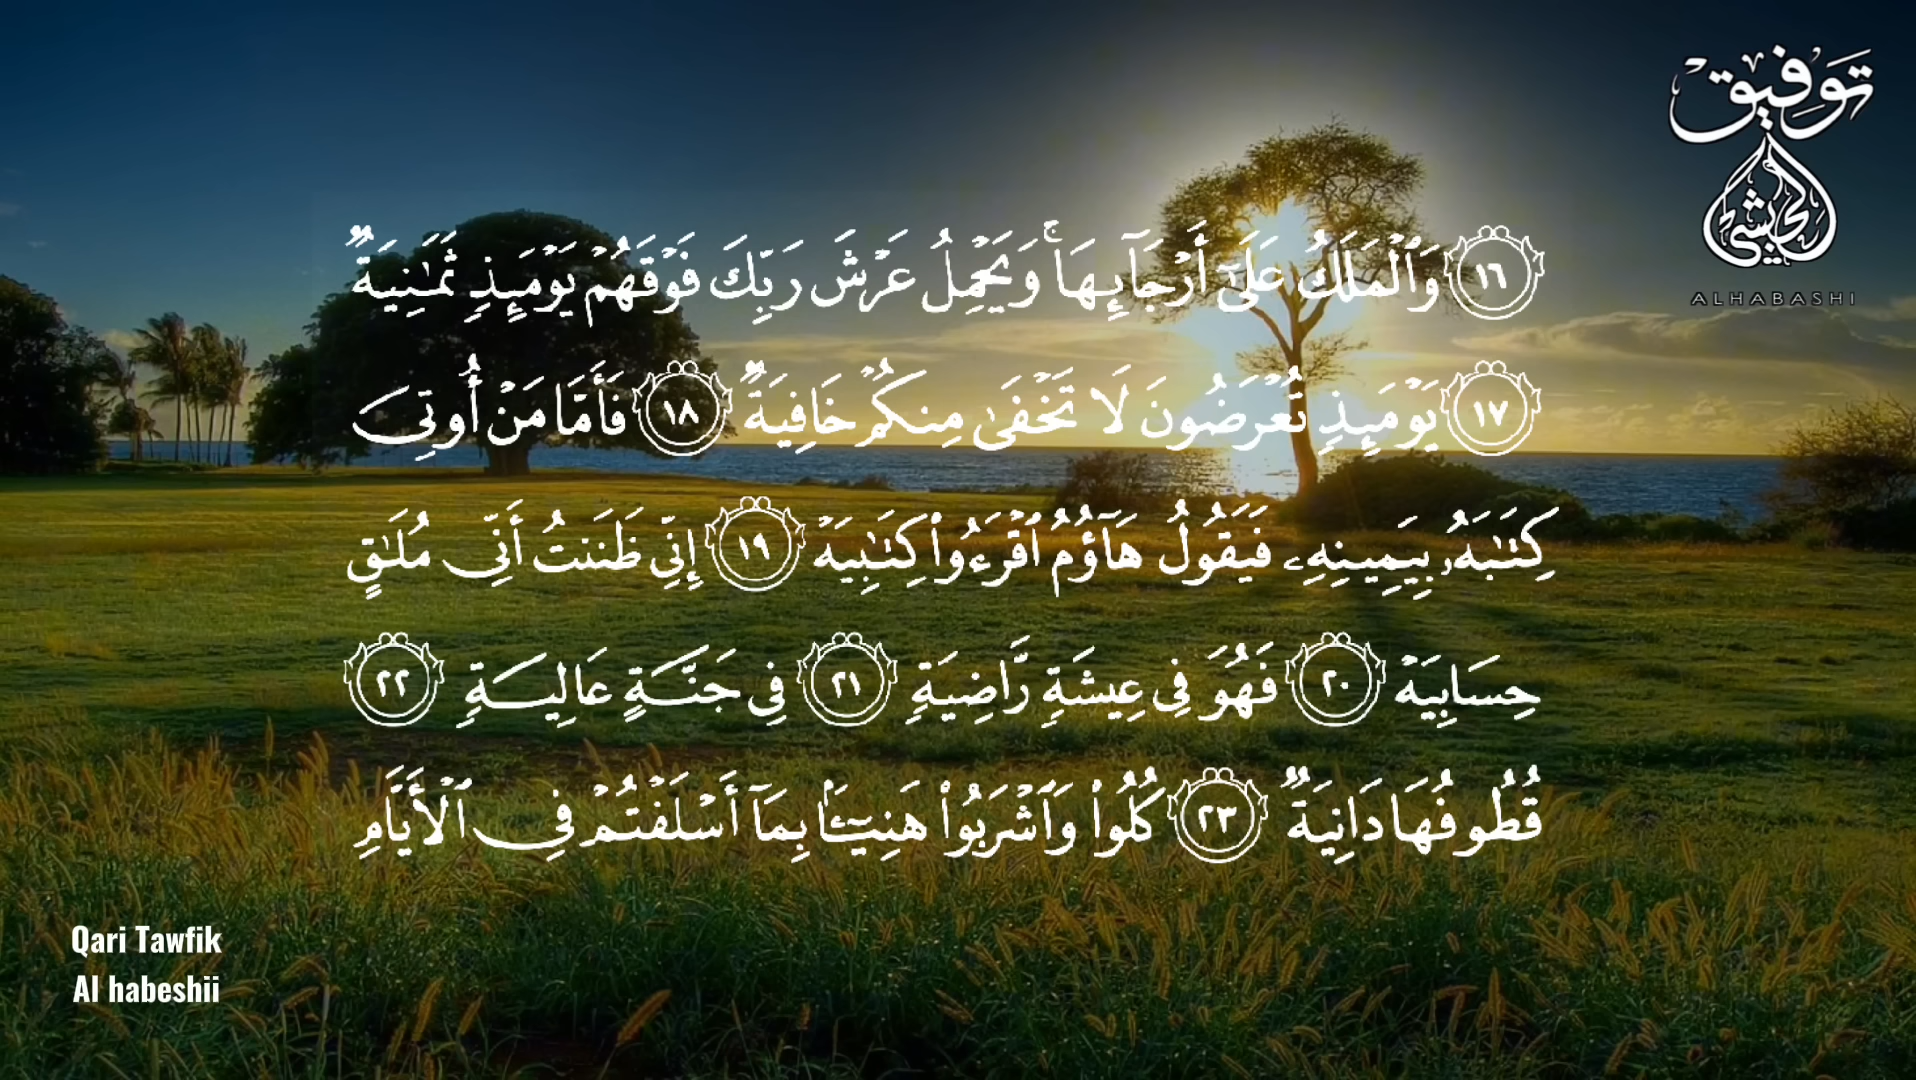 توفيق
الحبشي
ALHABASHI
١٦ وَٱلۡمَلَكُ عَلَىٰٓ أَرۡجَآئِهَاۚ وَيَحۡمِلُ عَرۡشَ رَبِّكَ فَوۡقَهُمۡ يَوۡمَئِذٖ ثَمَٰنِيَةٞ
١٧ يَوۡمَئِذٖ تُعۡرَضُونَ لَا تَخۡفَىٰ مِنكُمۡ خَافِيَةٞ ١٨ فَأَمَّا مَنۡ أُوتِيَ
كِتَٰبَهُۥ بِيَمِينِهِۦ فَيَقُولُ هَآؤُمُ ٱقۡرَءُواْ كِتَٰبِيَهۡ ١٩ إِنِّي ظَنَنتُ أَنِّي مُلَٰقٍ
حِسَابِيَهۡ ٢٠ فَهُوَ فِي عِيشَةٖ رَّاضِيَةٖ ٢١ فِي جَنَّةٍ عَالِيَةٖ ٢٢
قُطُوفُهَا دَانِيَةٞ ٢٣ كُلُواْ وَٱشۡرَبُواْ هَنِيٓـَٔۢا بِمَآ أَسۡلَفۡتُمۡ فِي ٱلۡأَيَّامِ
Qari Tawfik
Al habeshii